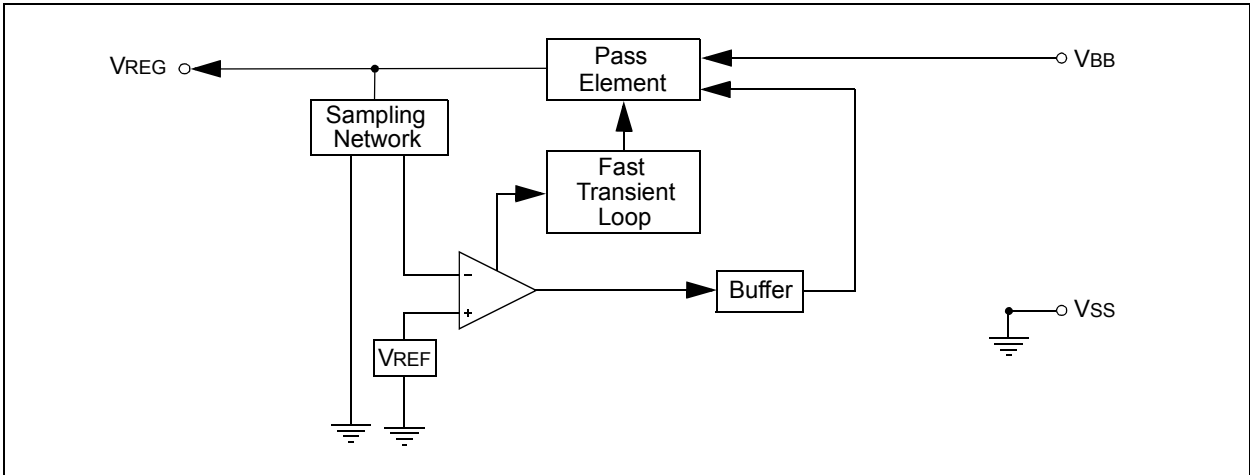 VREG
Pass
Element
VBB
Sampling
Network
Fast
Transient
Loop
-
+
Buffer
VSS
VREF